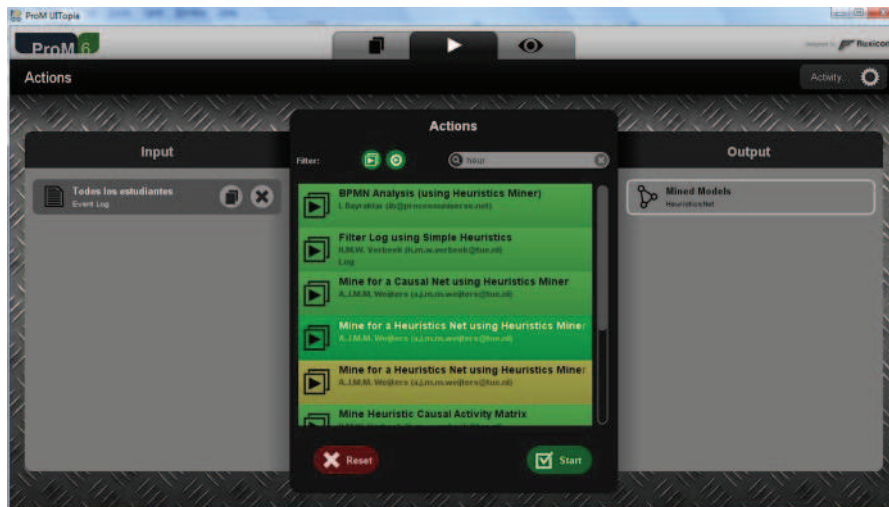 ProM UITopia
ProM 6
Fluxicon
Actions
Activity
Input
Todos los estudiantes
Event Log
Actions
Filter:
heur
BPMN Analysis (using Heuristics Miner)
Filter Log using Simple Heuristics
H.M.W. Verbeek (h.m.w.verbeek@tue.nl)
Log
Mine for a Causal Net using Heuristics Miner
A.J.M.M. Weijters (a.j.m.m.weijters@tue.nl)
Mine for a Heuristics Net using Heuristics Miner
A.J.M.M. Weijters (a.j.m.m.weijters@tue.nl)
Mine for a Heuristics Net using Heuristics Miner
A.J.M.M. Weijters (a.j.m.m.weijters@tue.nl)
Mine Heuristic Causal Activity Matrix
Reset
Start
Output
Mined Models
HeuristicsNet